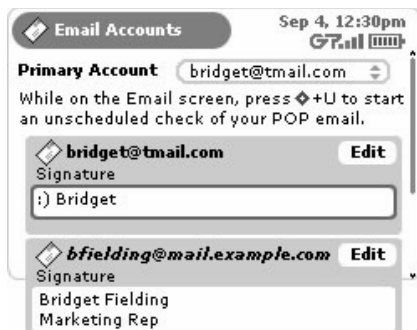 Email Accounts
Sep 4, 12:30pm
G
Primary Account bridget@tmail.com
While on the Email screen, press ◆+U to start
an unscheduled check of your POP email.
bridget@tmail.com Edit
Signature
:) Bridget
bfielding@mail.example.com Edit
Signature
Bridget Fielding
Marketing Rep